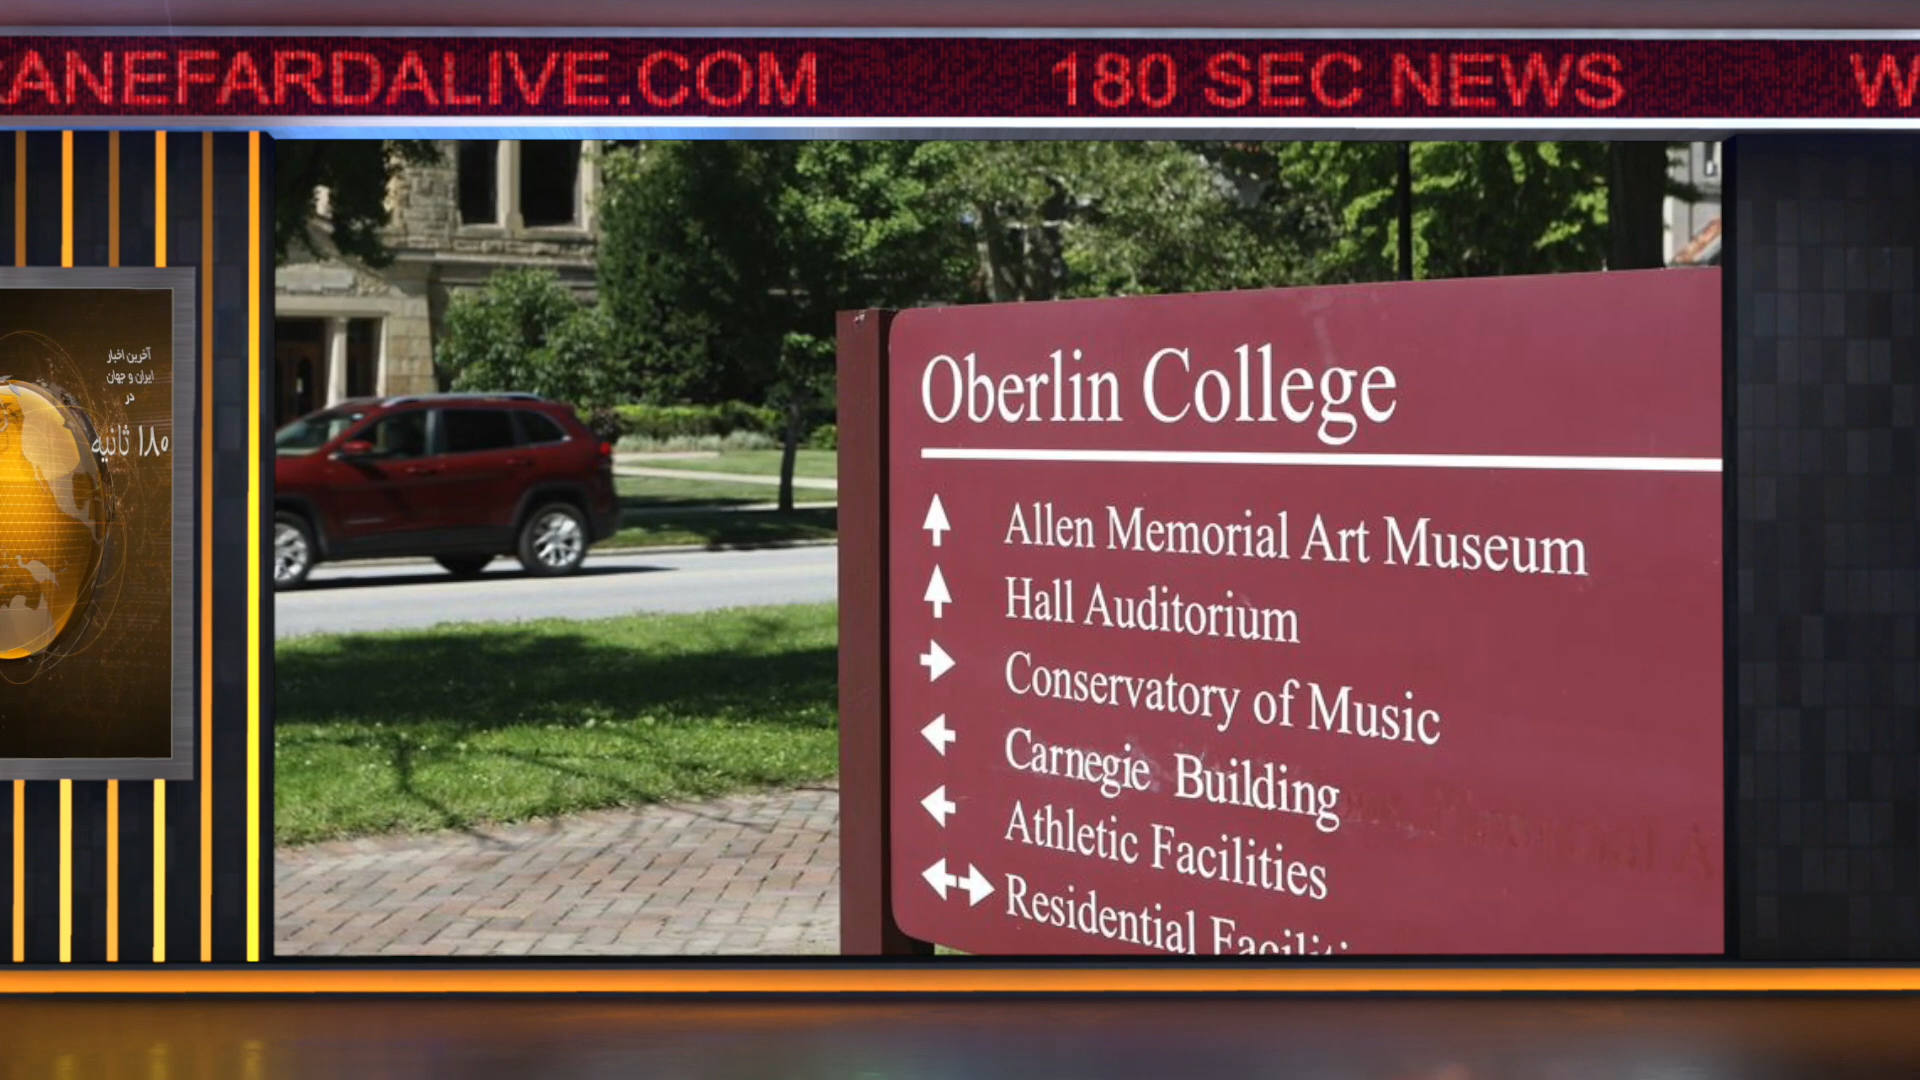 ANEFARDALIVE.COM 180 SEC NEWS W
آخرین اخبار
ایران و جهان
در
۱۸۰ ثانیه
Oberlin College
Allen Memorial Art Museum
Hall Auditorium
Conservatory of Music
Carnegie Building
Athletic Facilities
Residential